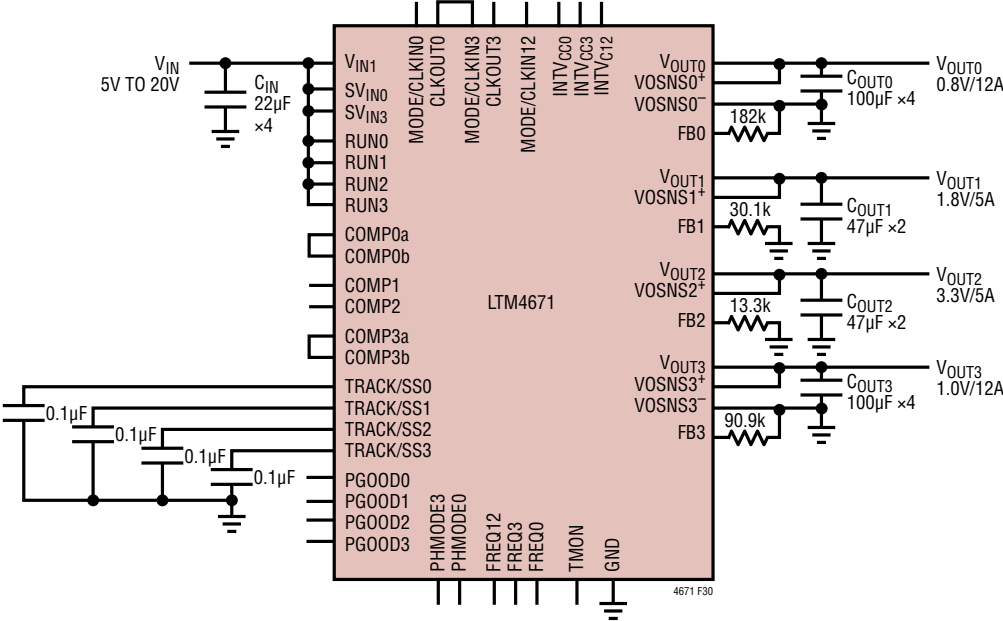 MODE/CLKIN0
CLKOUT0
MODE/CLKIN3
CLKOUT3
MODE/CLKIN12
INTVCC0
INTVCC3
INTVC12
VIN
5V TO 20V
CIN
22µF
×4
VIN1
SVIN0
SVIN3
RUN0
RUN1
RUN2
RUN3
COMP0a
COMP0b
COMP1
COMP2
COMP3a
COMP3b
TRACK/SS0
TRACK/SS1
TRACK/SS2
TRACK/SS3
0.1µF
0.1µF
0.1µF
0.1µF
PGOOD0
PGOOD1
PGOOD2
PGOOD3
LTM4671
VOUT0
VOSNS0+
VOSNS0–
FB0
182k
COUT0
100µF ×4
VOUT0
0.8V/12A
VOUT1
VOSNS1+
FB1
30.1k
COUT1
47µF ×2
VOUT1
1.8V/5A
VOUT2
VOSNS2+
FB2
13.3k
COUT2
47µF ×2
VOUT2
3.3V/5A
VOUT3
VOSNS3+
VOSNS3–
FB3
90.9k
COUT3
100µF ×4
VOUT3
1.0V/12A
PHMODE3
PHMODE0
FREQ12
FREQ3
FREQ0
TMON
GND
4671 F30